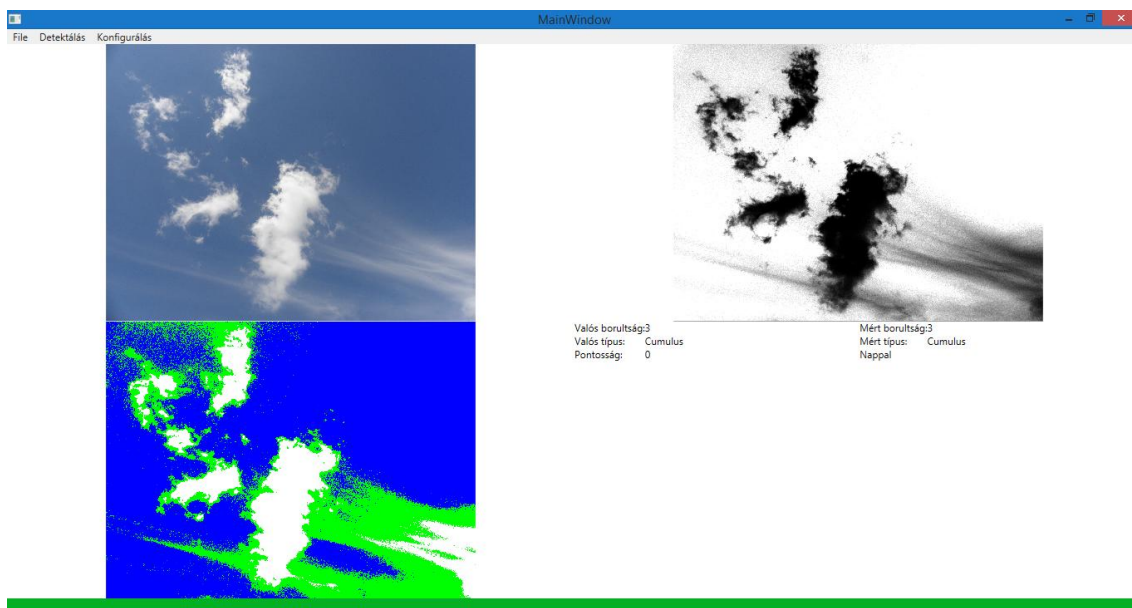 MainWindow
File Detektálás Konfigurálás
Valós borultság:3 Mért borultság:3
Valós típus: Cumulus Mért típus: Cumulus
Pontosság: 0 Nappal